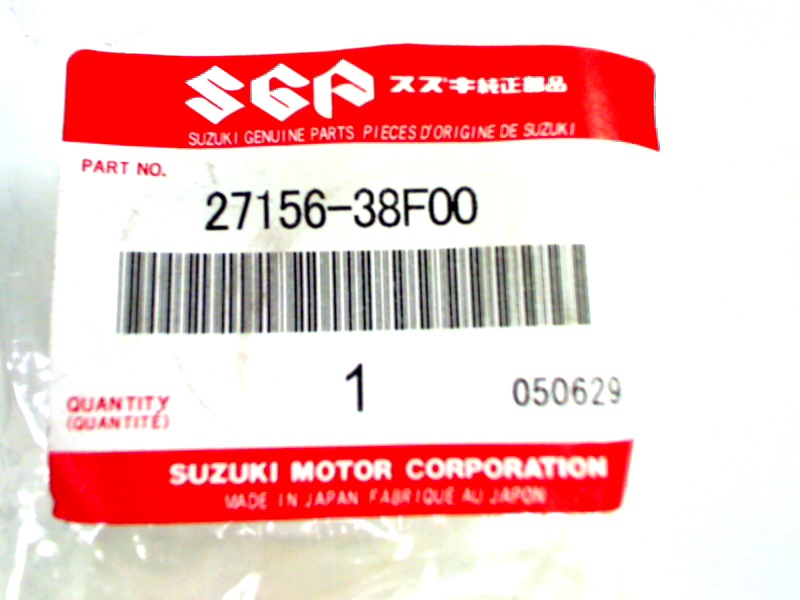 SGP スズキ純正部品
SUZUKI GENUINE PARTS PIECES D'ORIGINE DE SUZUKI
PART NO.
27156-38F00
1
050629
QUANTITY
(QUANTITÉ)
SUZUKI MOTOR CORPORATION
MADE IN JAPAN FABRIQUE AU JAPON